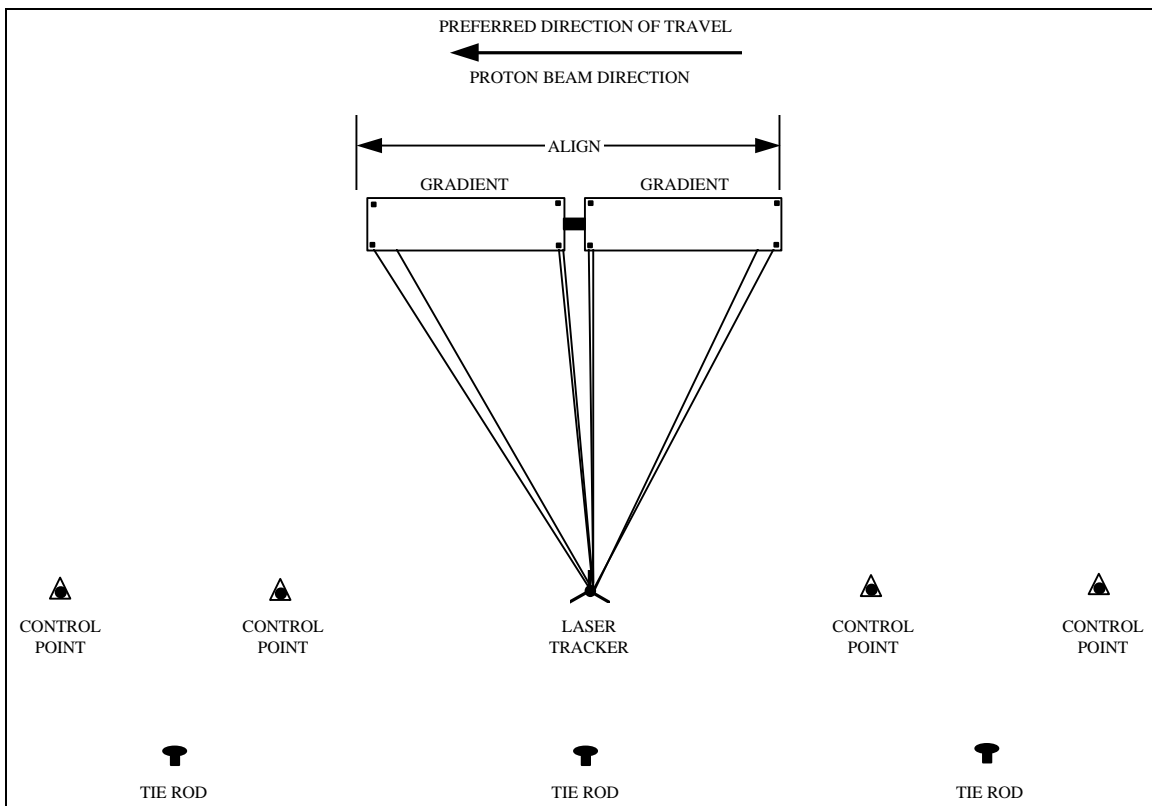 PREFERRED DIRECTION OF TRAVEL
PROTON BEAM DIRECTION
ALIGN
GRADIENT
GRADIENT
CONTROL
POINT
CONTROL
POINT
LASER
TRACKER
CONTROL
POINT
CONTROL
POINT
TIE ROD
TIE ROD
TIE ROD